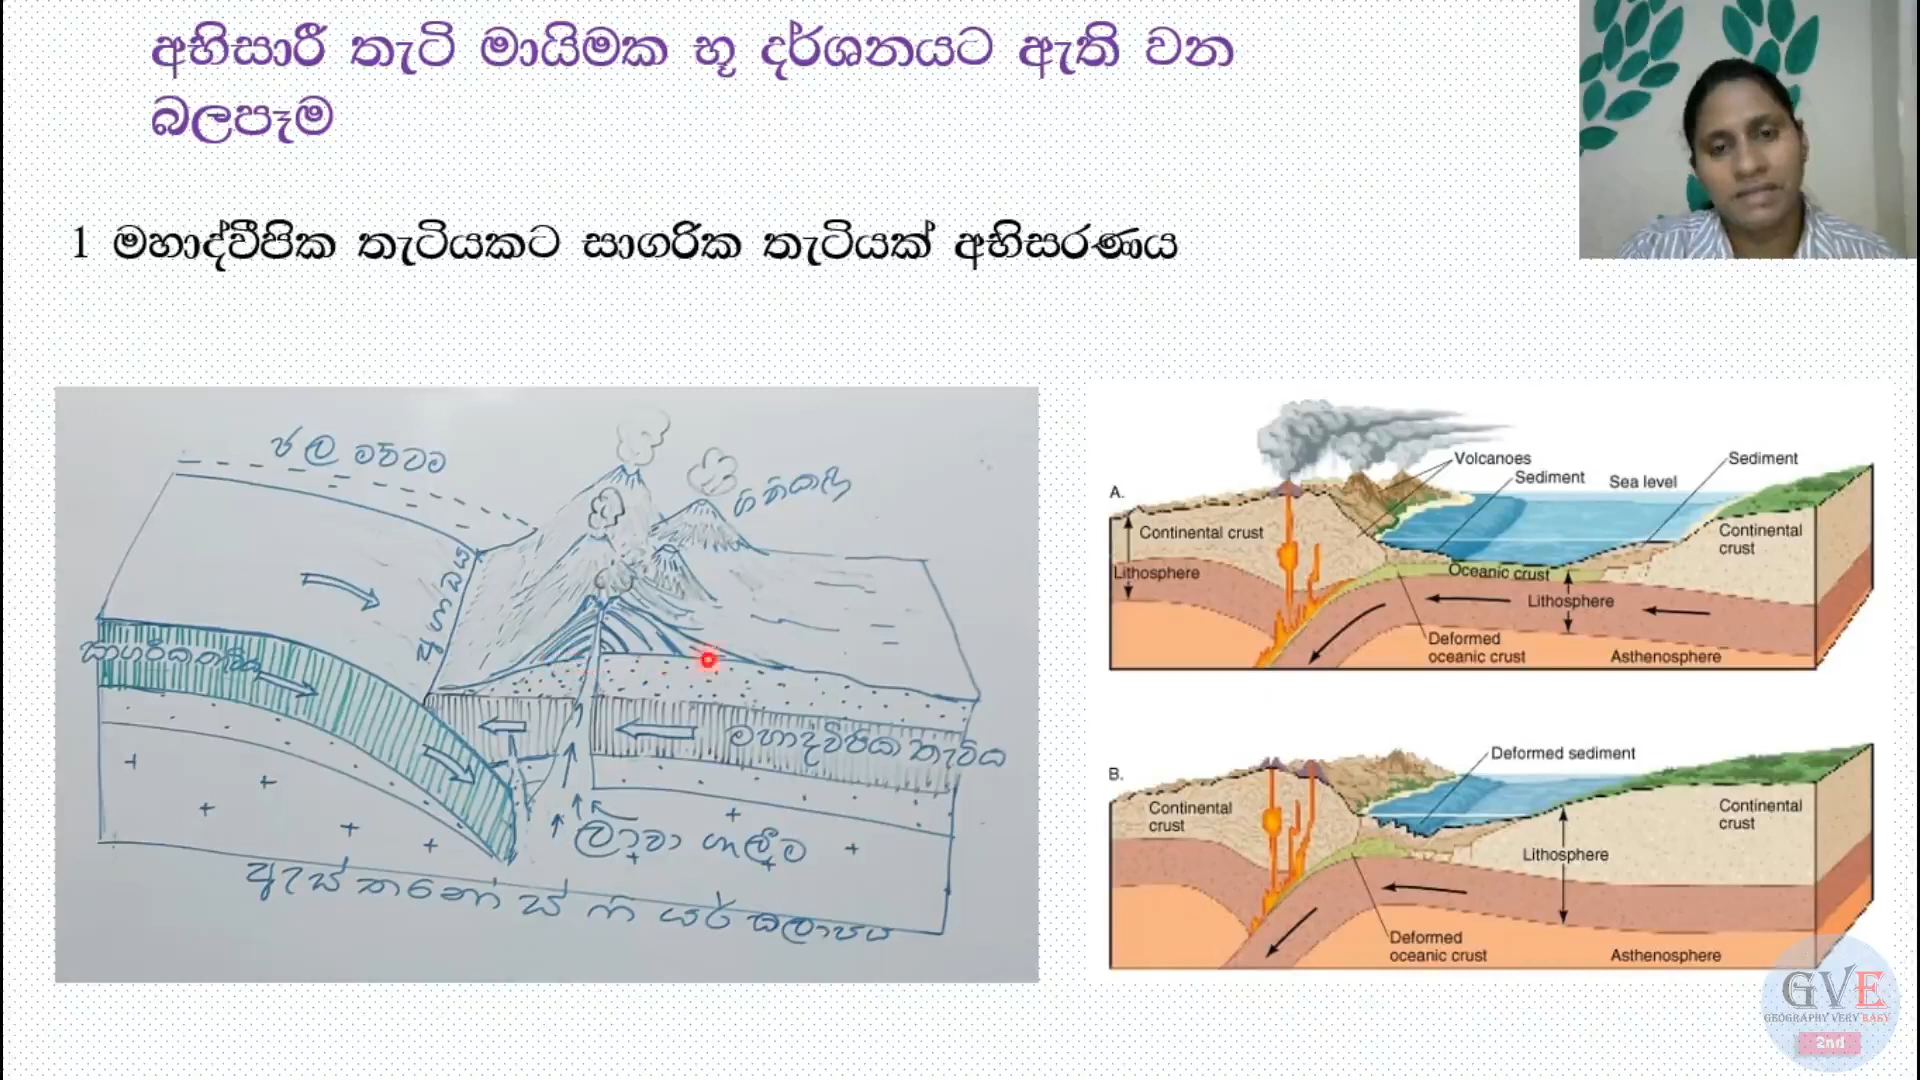 අභිසාරී තැටි මායිමක භූ දර්ශනයට ඇති වන
බලපෑම
1 මහාද්වීපික තැටියකට සාගරික තැටියක් අභිසරණය
ජල මට්ටම
ගිනිකඳු
අගාධය
සාගරික තැටිය
මහාද්වීපික තැටිය
ලාවා ගැලීම
ඇස්තනෝස්ෆියර් කලාපය
A.
Volcanoes
Sediment
Sea level
Sediment
Continental crust
Continental
crust
Lithosphere
Oceanic crust
Lithosphere
Deformed
oceanic crust
Asthenosphere
B.
Deformed sediment
Continental
crust
Continental
crust
Lithosphere
Deformed
oceanic crust
Asthenosphere
GVE
GEOGRAPHY VERY EASY
2nd